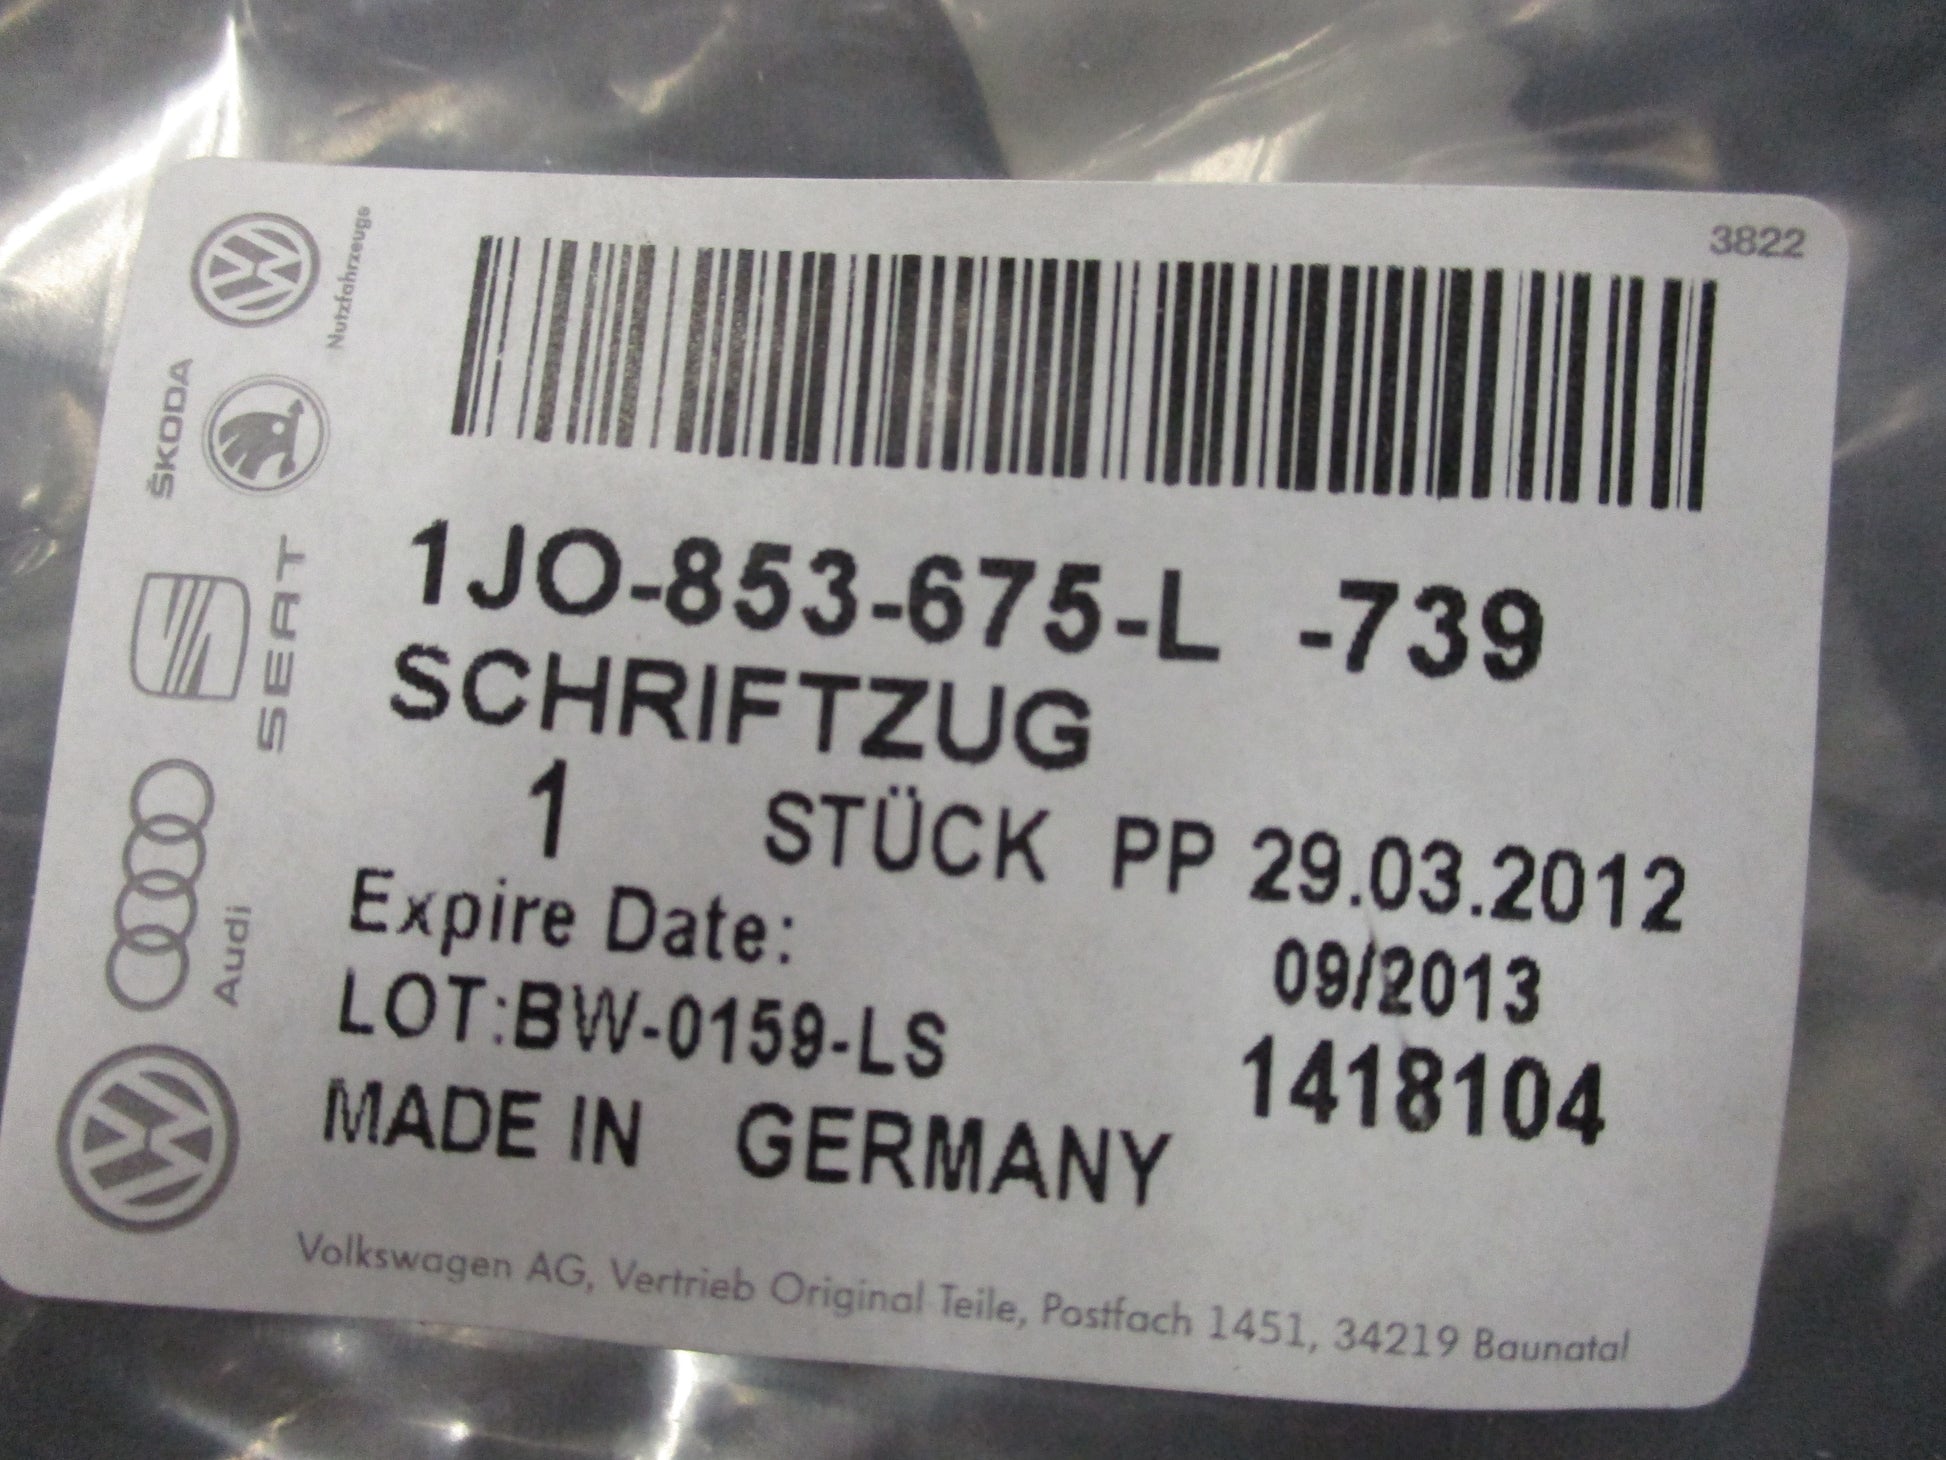 3822
Nutzfahrzeuge
ŠKODA
SEAT
Audi
1JO-853-675-L -739
SCHRIFTZUG
1 STÜCK PP 29.03.2012
Expire Date: 09/2013
LOT:BW-0159-LS 1418104
MADE IN GERMANY
Volkswagen AG, Vertrieb Original Teile, Postfach 1451, 34219 Baunatal